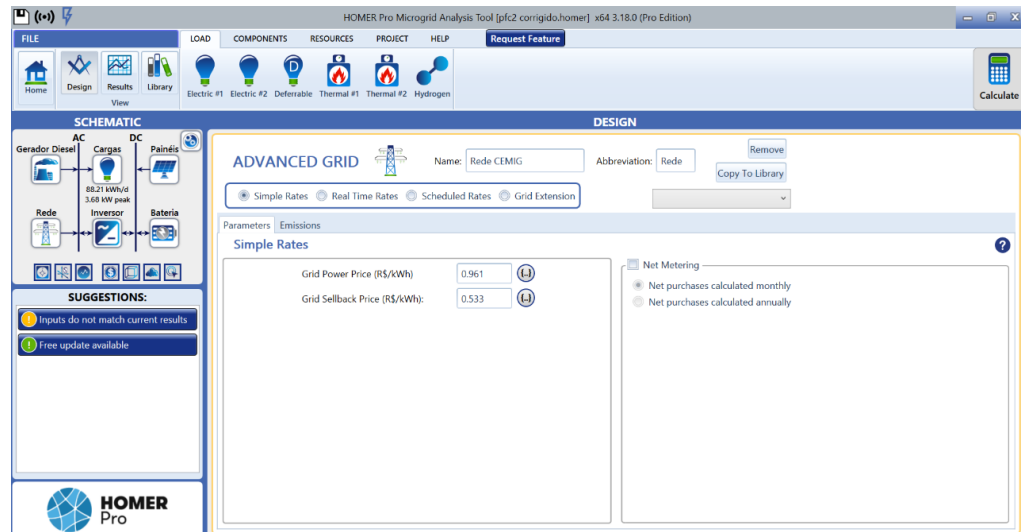 HOMER Pro Microgrid Analysis Tool [pfc2 corrigido.homer] x64 3.18.0 (Pro Edition)
FILE LOAD COMPONENTS RESOURCES PROJECT HELP Request Feature
Home Design Results Library Electric #1 Electric #2 Deferrable Thermal #1 Thermal #2 Hydrogen Calculate
View
D
SCHEMATIC
AC DC
Gerador Diesel Cargas Painéis
88.21 kWh/d
3.68 kW peak
Rede Inversor Bateria
SUGGESTIONS:
Inputs do not match current results
Free update available
HOMER
Pro
DESIGN
ADVANCED GRID Name: Rede CEMIG Abbreviation: Rede Remove
Copy To Library
Simple Rates Real Time Rates Scheduled Rates Grid Extension
Parameters Emissions
Simple Rates
Grid Power Price (R$/kWh) 0.961 (..)
Grid Sellback Price (R$/kWh): 0.533 (..)
Net Metering
Net purchases calculated monthly
Net purchases calculated annually